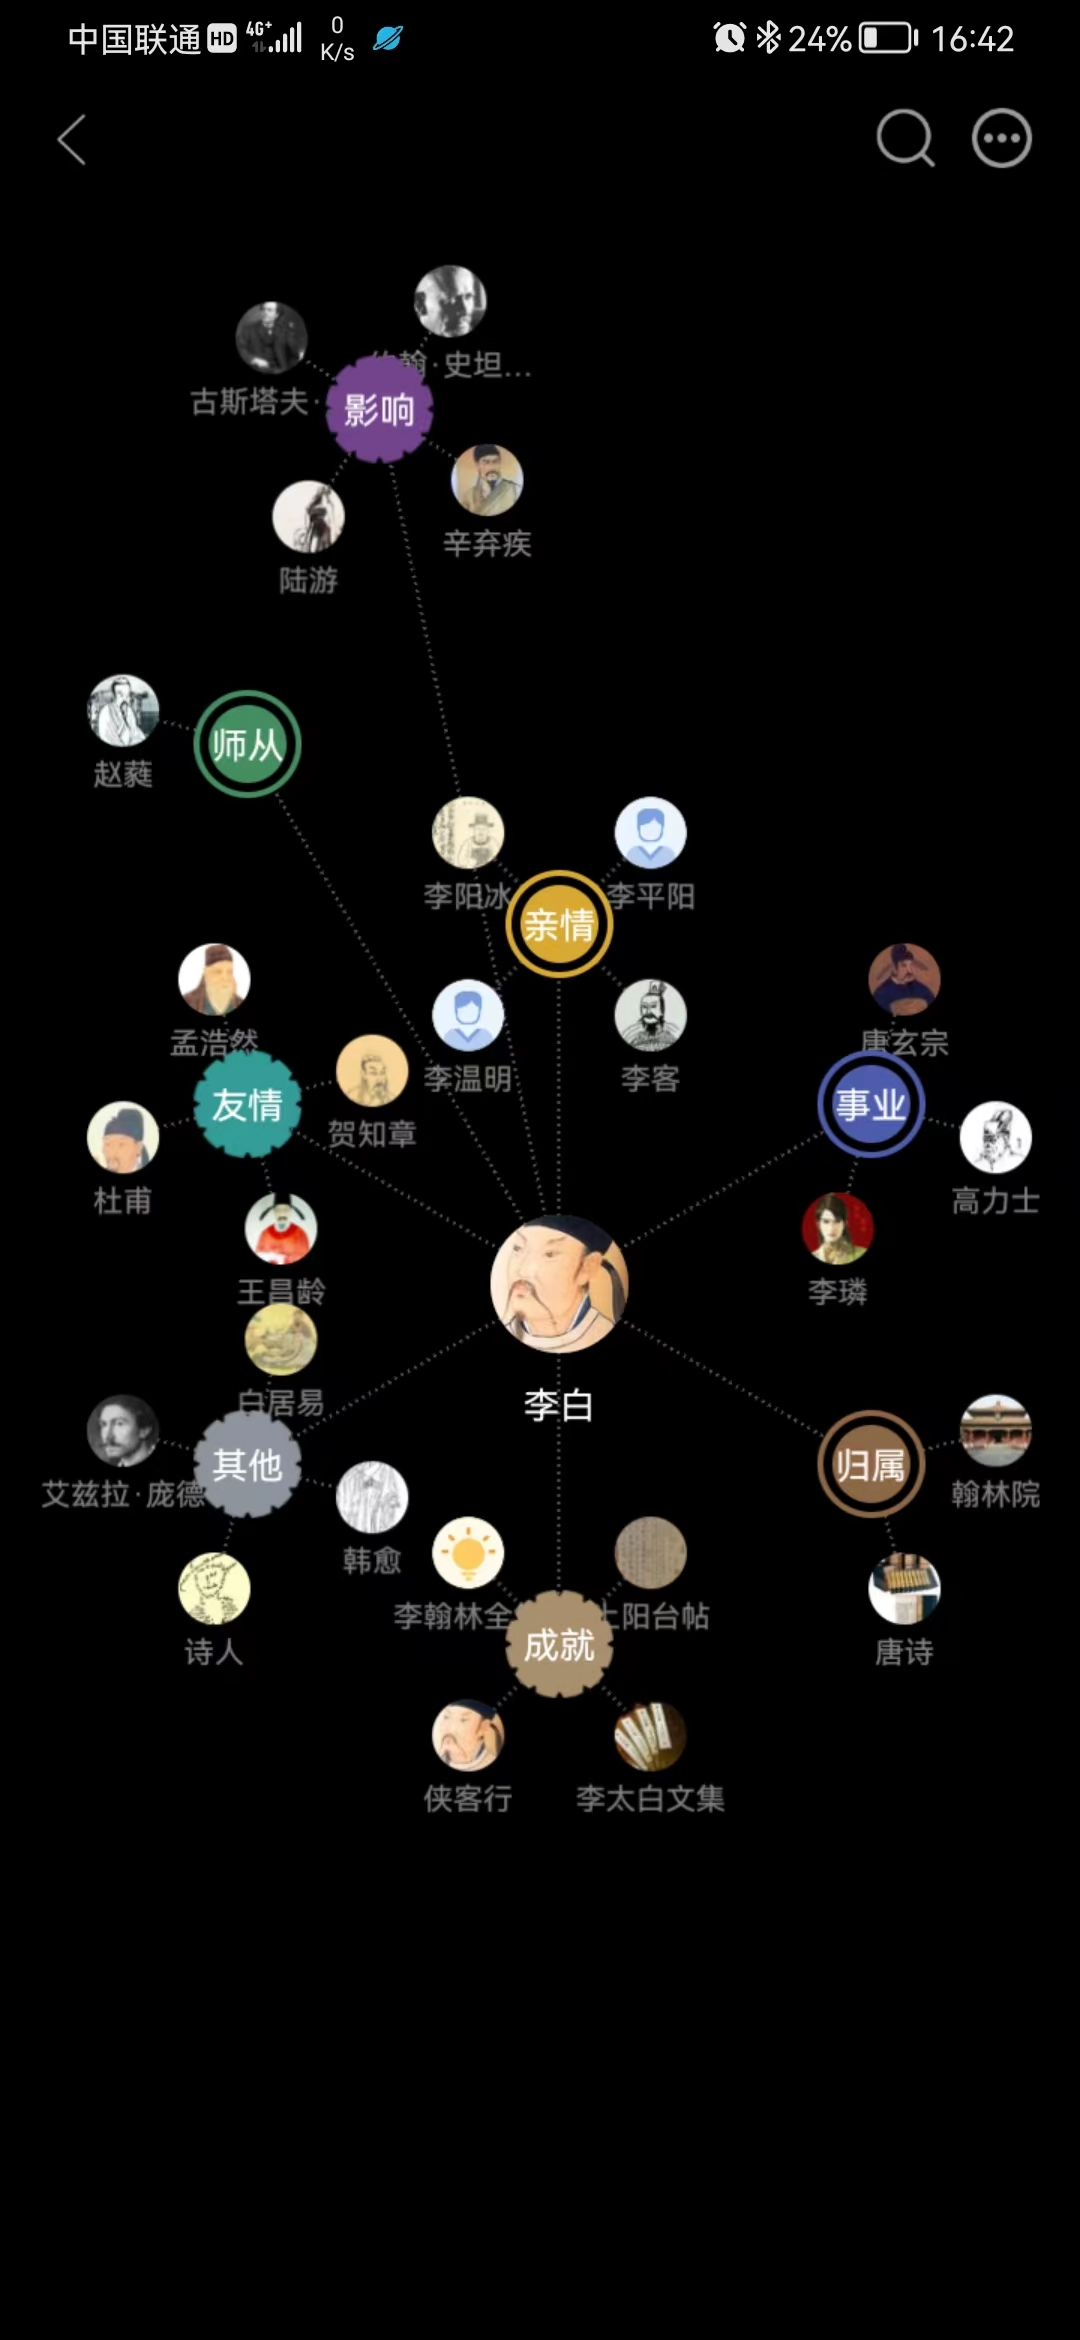 中国联通 HD 4G+ 0 K/s 24% 16:42
翰·史坦...
古斯塔夫·
影响
辛弃疾
陆游
师从
赵蕤
李阳冰
李平阳
亲情
孟浩然
唐玄宗
李温明
李客
友情
事业
贺知章
杜甫
高力士
王昌龄
李璘
白居易
李白
其他
归属
艾兹拉·庞德
翰林院
韩愈
李翰林全
上阳台帖
诗人
成就
唐诗
侠客行
李太白文集